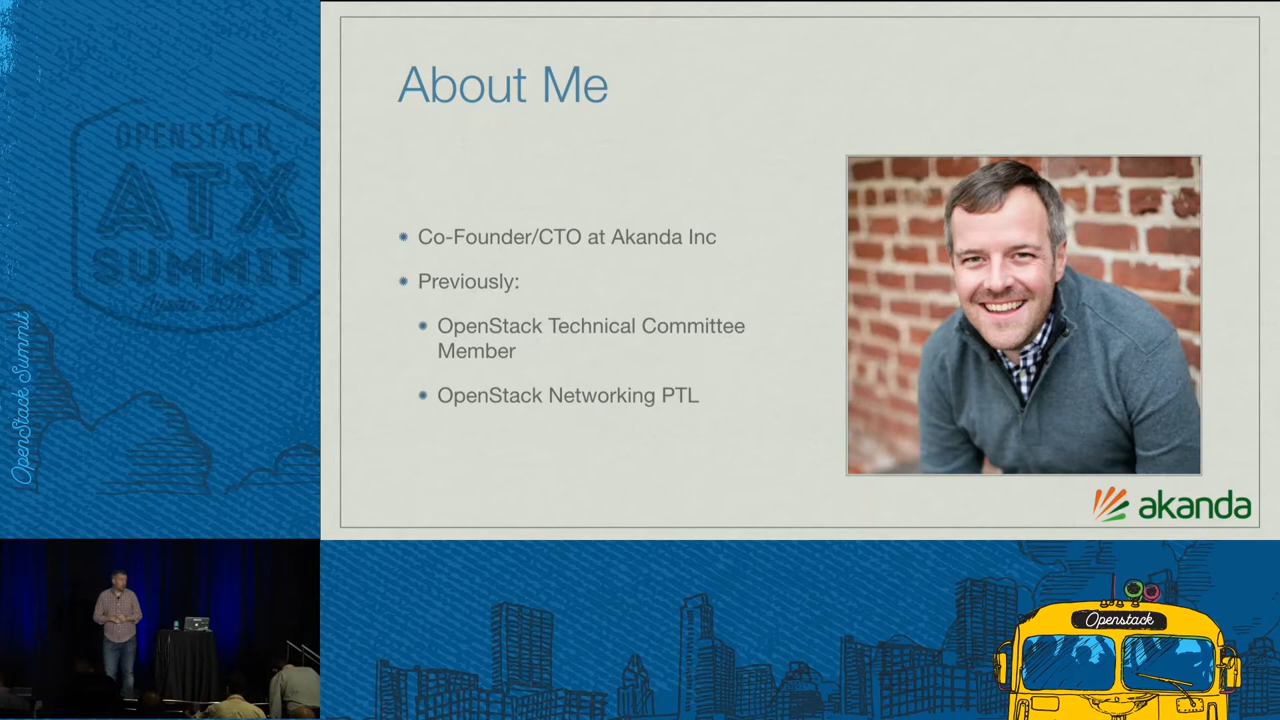 OPENSTACK
ATX
SUMMIT
Austin 2016
OpenStack Summit
About Me
Co-Founder/CTO at Akanda Inc
Previously:
OpenStack Technical Committee
Member
OpenStack Networking PTL
akanda
Openstack